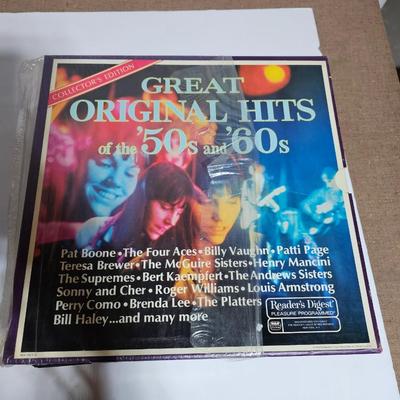 COLLECTOR'S EDITION
GREAT
ORIGINAL HITS
of the '50s and '60s
Pat Boone • The Four Aces • Billy Vaughn • Patti Page
Teresa Brewer • The McGuire Sisters • Henry Mancini
The Supremes • Bert Kaempfert • The Andrews Sisters
Sonny and Cher • Roger Williams • Louis Armstrong
Perry Como • Brenda Lee • The Platters
Bill Haley...and many more
Reader's Digest
PLEASURE PROGRAMMED